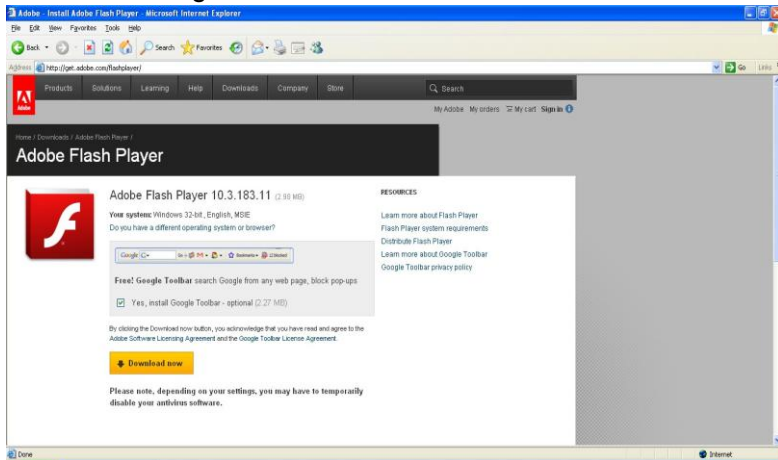 Adobe - Install Adobe Flash Player - Microsoft Internet Explorer
File Edit View Favorites Tools Help
Back Search Favorites
Address http://get.adobe.com/flashplayer/ Go Links
Products Solutions Learning Help Downloads Company Store Search
Adobe
My Adobe My orders My cart Sign in
Home / Downloads / Adobe Flash Player /
Adobe Flash Player
Adobe Flash Player 10.3.183.11 (2.98 MB)
RESOURCES
Your system: Windows 32-bit, English, MSIE
Do you have a different operating system or browser?
Learn more about Flash Player
Flash Player system requirements
Distribute Flash Player
Learn more about Google Toolbar
Google Toolbar privacy policy
Google
Free! Google Toolbar search Google from any web page, block pop-ups
Yes, install Google Toolbar - optional (2.27 MB)
By clicking the Download now button, you acknowledge that you have read and agree to the
Adobe Software Licensing Agreement and the Google Toolbar License Agreement.
Download now
Please note, depending on your settings, you may have to temporarily
disable your antivirus software.
Done Internet